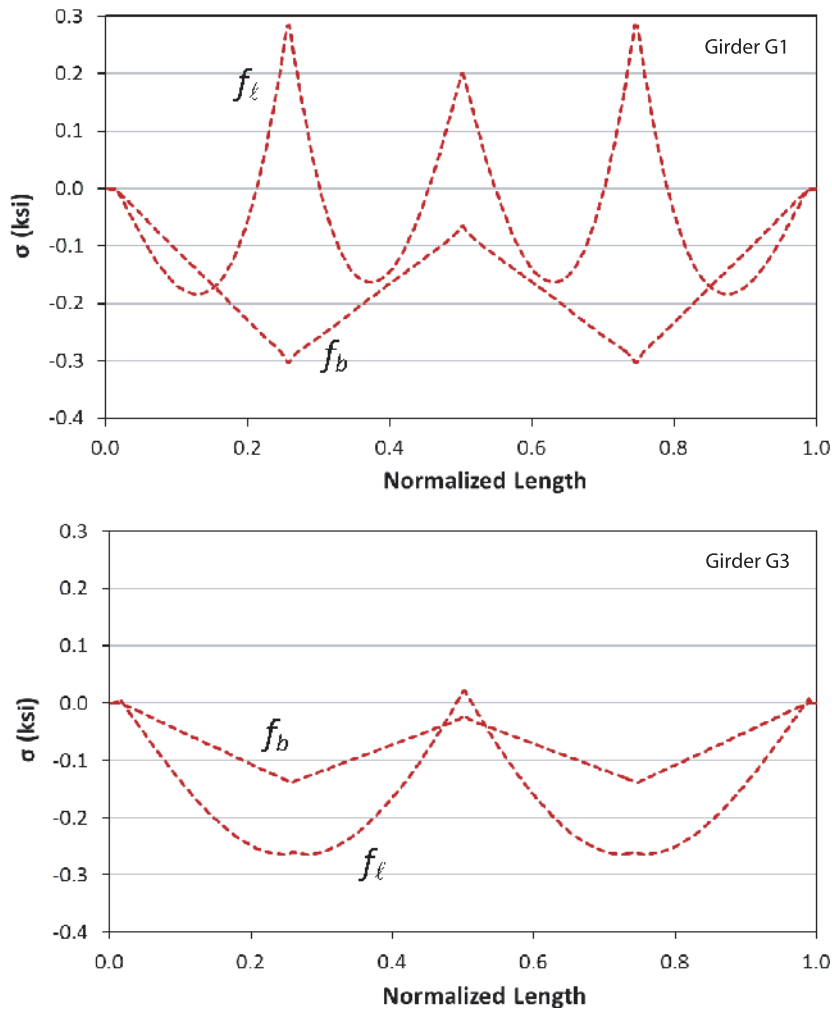 Girder G1
0.3
0.2
0.1
0.0
-0.1
-0.2
-0.3
-0.4
σ (ksi)
fℓ
fb
0.0 0.2 0.4 0.6 0.8 1.0
Normalized Length
Girder G3
0.3
0.2
0.1
0.0
-0.1
-0.2
-0.3
-0.4
σ (ksi)
fb
fℓ
0.0 0.2 0.4 0.6 0.8 1.0
Normalized Length